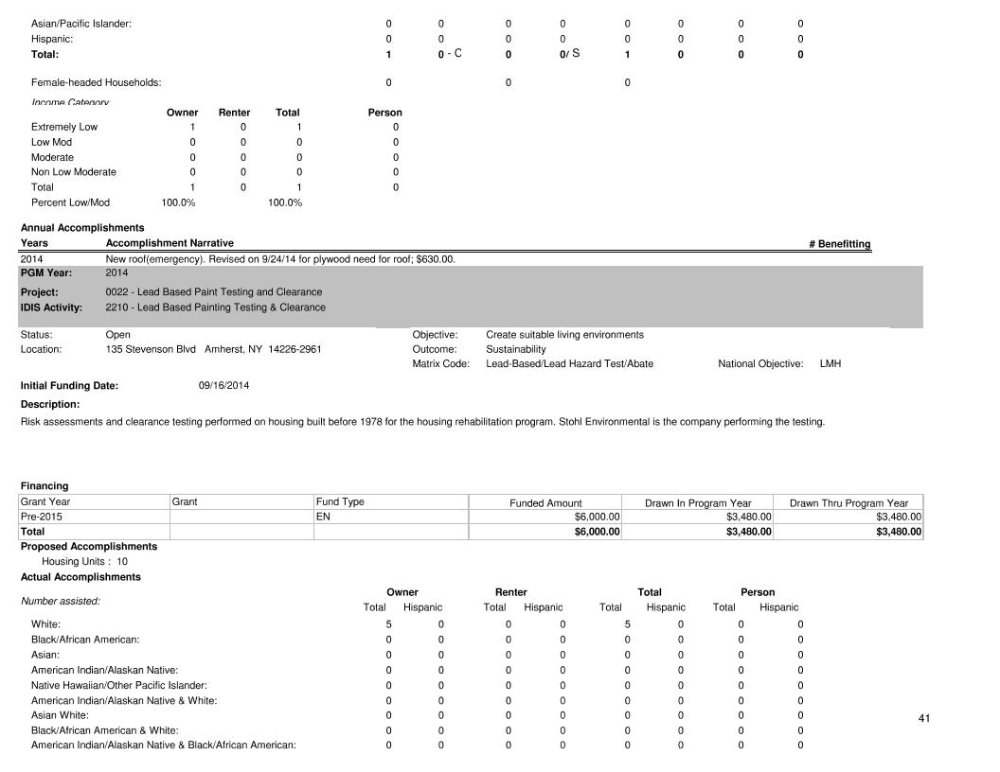 Asian/Pacific Islander: 0 0 0 0 0 0 0 0
Hispanic: 0 0 0 0 0 0 0 0
Total: 1 0 - C 0 0/ S 1 0 0 0
Female-headed Households: 0 0 0
Income Category:
Owner Renter Total Person
Extremely Low 1 0 1 0
Low Mod 0 0 0 0
Moderate 0 0 0 0
Non Low Moderate 0 0 0 0
Total 1 0 1 0
Percent Low/Mod 100.0% 100.0%
Annual Accomplishments
Years Accomplishment Narrative # Benefitting
2014 New roof(emergency). Revised on 9/24/14 for plywood need for roof; $630.00.
PGM Year: 2014
Project: 0022 - Lead Based Paint Testing and Clearance
IDIS Activity: 2210 - Lead Based Painting Testing & Clearance
Status: Open Objective: Create suitable living environments
Location: 135 Stevenson Blvd Amherst, NY 14226-2961 Outcome: Sustainability
Matrix Code: Lead-Based/Lead Hazard Test/Abate National Objective: LMH
Initial Funding Date: 09/16/2014
Description:
Risk assessments and clearance testing performed on housing built before 1978 for the housing rehabilitation program. Stohl Environmental is the company performing the testing.
Financing
Grant Year Grant Fund Type Funded Amount Drawn In Program Year Drawn Thru Program Year
Pre-2015 EN $6,000.00 $3,480.00 $3,480.00
Total $6,000.00 $3,480.00 $3,480.00
Proposed Accomplishments
Housing Units : 10
Actual Accomplishments
Owner Renter Total Person
Number assisted: Total Hispanic Total Hispanic Total Hispanic Total Hispanic
White: 5 0 0 0 5 0 0 0
Black/African American: 0 0 0 0 0 0 0 0
Asian: 0 0 0 0 0 0 0 0
American Indian/Alaskan Native: 0 0 0 0 0 0 0 0
Native Hawaiian/Other Pacific Islander: 0 0 0 0 0 0 0 0
American Indian/Alaskan Native & White: 0 0 0 0 0 0 0 0
Asian White: 0 0 0 0 0 0 0 0
41
Black/African American & White: 0 0 0 0 0 0 0 0
American Indian/Alaskan Native & Black/African American: 0 0 0 0 0 0 0 0